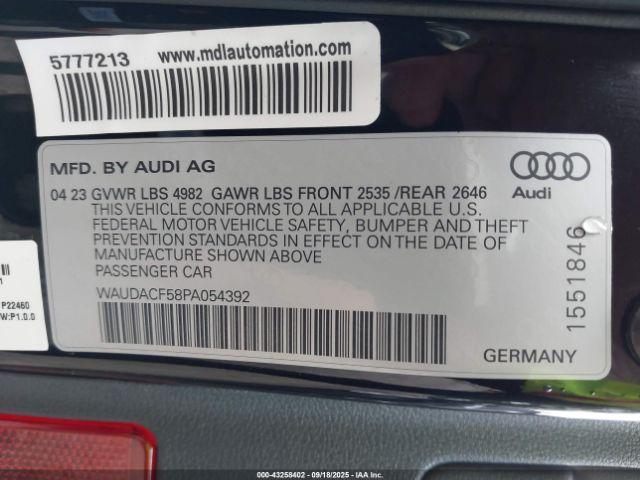 5777213 www.mdlautomation.com
MFD. BY AUDI AG
Audi
04 23 GVWR LBS 4982 GAWR LBS FRONT 2535 /REAR 2646
THIS VEHICLE CONFORMS TO ALL APPLICABLE U.S.
FEDERAL MOTOR VEHICLE SAFETY, BUMPER AND THEFT
PREVENTION STANDARDS IN EFFECT ON THE DATE OF
MANUFACTURE SHOWN ABOVE
PASSENGER CAR
WAUDACF58PA054392
1551846
GERMANY
P22460
W:P1.0.0
000-43258402 - 09/18/2025 - IAAI, Inc.